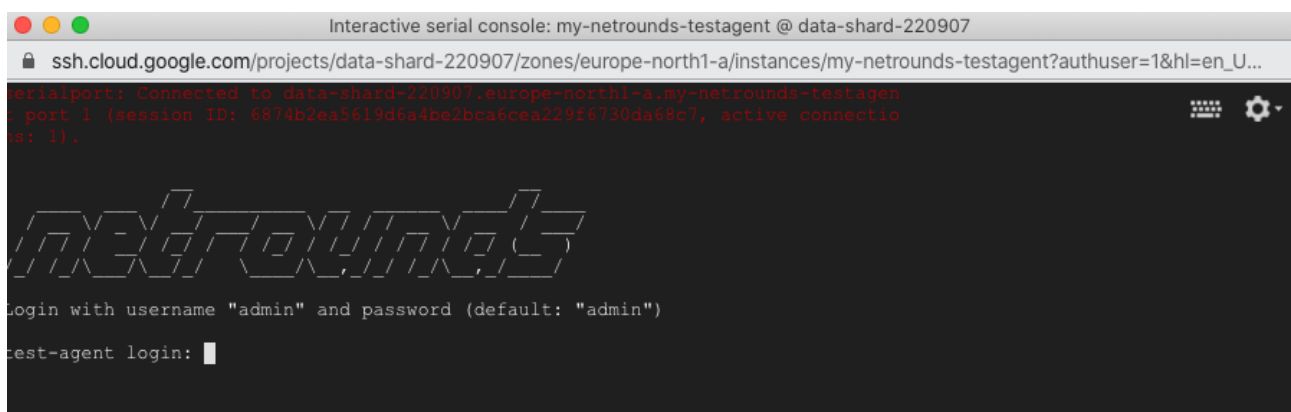 Interactive serial console: my-netrounds-testagent @ data-shard-220907
ssh.cloud.google.com/projects/data-shard-220907/zones/europe-north1-a/instances/my-netrounds-testagent?authuser=1&hl=en_U...
serialport: Connected to data-shard-220907.europe-north1-a.my-netrounds-testagen
t port 1 (session ID: 6874b2ea5619d6a4be2bca6cea229f6730da68c7, active connectio
ns: 1).
netrounds
Login with username "admin" and password (default: "admin")
test-agent login: